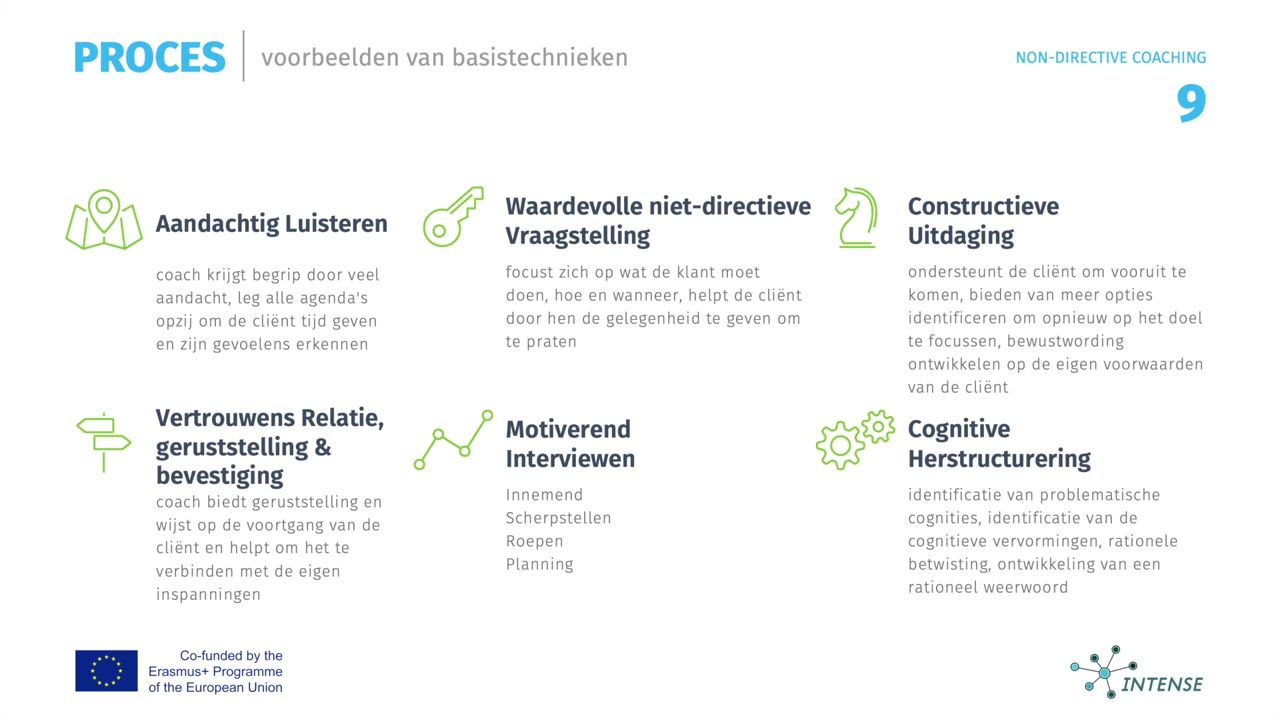 PROCES
voorbeelden van basistechnieken
NON-DIRECTIVE COACHING
9
Aandachtig Luisteren
coach krijgt begrip door veel
aandacht, leg alle agenda's
opzij om de cliënt tijd geven
en zijn gevoelens erkennen
Waardevolle niet-directieve
Vraagstelling
focust zich op wat de klant moet
doen, hoe en wanneer, helpt de cliënt
door hen de gelegenheid te geven om
te praten
Constructieve
Uitdaging
ondersteunt de cliënt om vooruit te
komen, bieden van meer opties
identificeren om opnieuw op het doel
te focussen, bewustwording
ontwikkelen op de eigen voorwaarden
van de cliënt
Vertrouwens Relatie,
geruststelling &
bevestiging
coach biedt geruststelling en
wijst op de voortgang van de
cliënt en helpt om het te
verbinden met de eigen
inspanningen
Motiverend
Interviewen
Innemend
Scherpstellen
Roepen
Planning
Cognitive
Herstructurering
identificatie van problematische
cognities, identificatie van de
cognitieve vervormingen, rationele
betwisting, ontwikkeling van een
rationeel weerwoord
Co-funded by the
Erasmus+ Programme
of the European Union
INTENSE